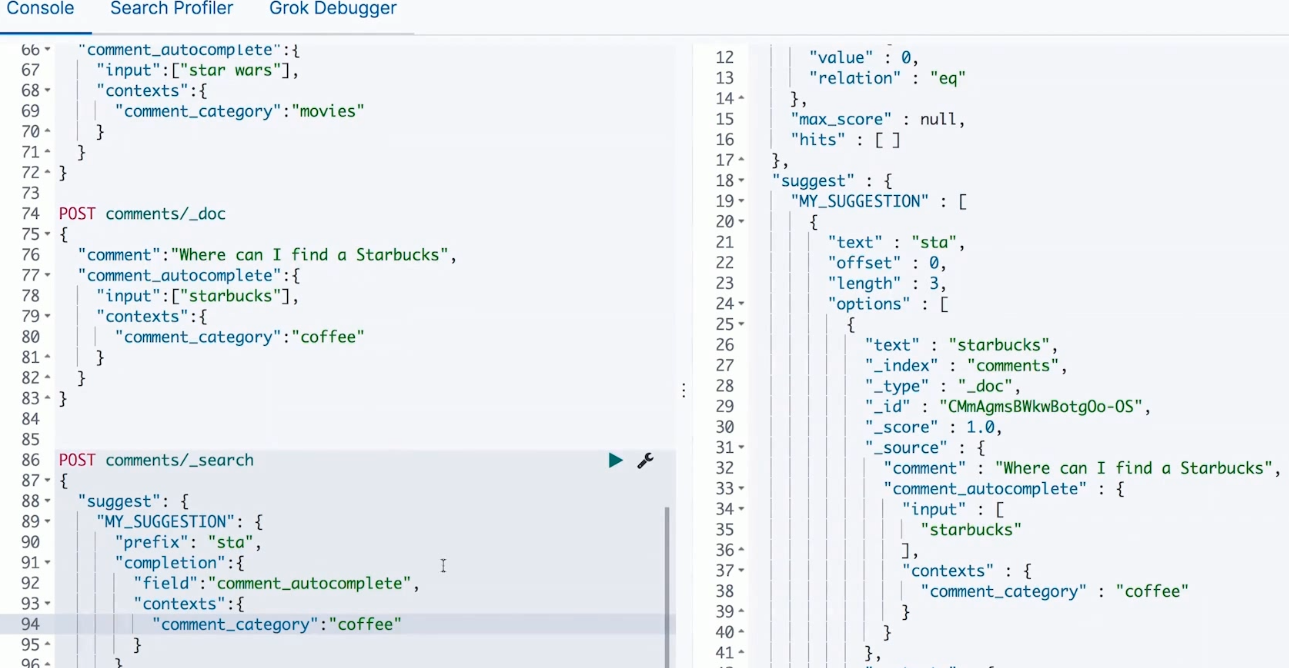 Console Search Profiler Grok Debugger
66 "comment_autocomplete":{
67 "input":["star wars"],
68 "contexts":{
69 "comment_category":"movies"
70 }
71 }
72 }
73
74 POST comments/_doc
75 {
76 "comment":"Where can I find a Starbucks",
77 "comment_autocomplete":{
78 "input":["starbucks"],
79 "contexts":{
80 "comment_category":"coffee"
81 }
82 }
83 }
84
85
86 POST comments/_search
87 {
88 "suggest": {
89 "MY_SUGGESTION": {
90 "prefix": "sta",
91 "completion":{
92 "field":"comment_autocomplete",
93 "contexts":{
94 "comment_category":"coffee"
95 }
96 }
12 "value" : 0,
13 "relation" : "eq"
14 },
15 "max_score" : null,
16 "hits" : [ ]
17 },
18 "suggest" : {
19 "MY_SUGGESTION" : [
20 {
21 "text" : "sta",
22 "offset" : 0,
23 "length" : 3,
24 "options" : [
25 {
26 "text" : "starbucks",
27 "_index" : "comments",
28 "_type" : "_doc",
29 "_id" : "CMmAgmsBWkwBotgOo-OS",
30 "_score" : 1.0,
31 "_source" : {
32 "comment" : "Where can I find a Starbucks",
33 "comment_autocomplete" : {
34 "input" : [
35 "starbucks"
36 ],
37 "contexts" : {
38 "comment_category" : "coffee"
39 }
40 }
41 },